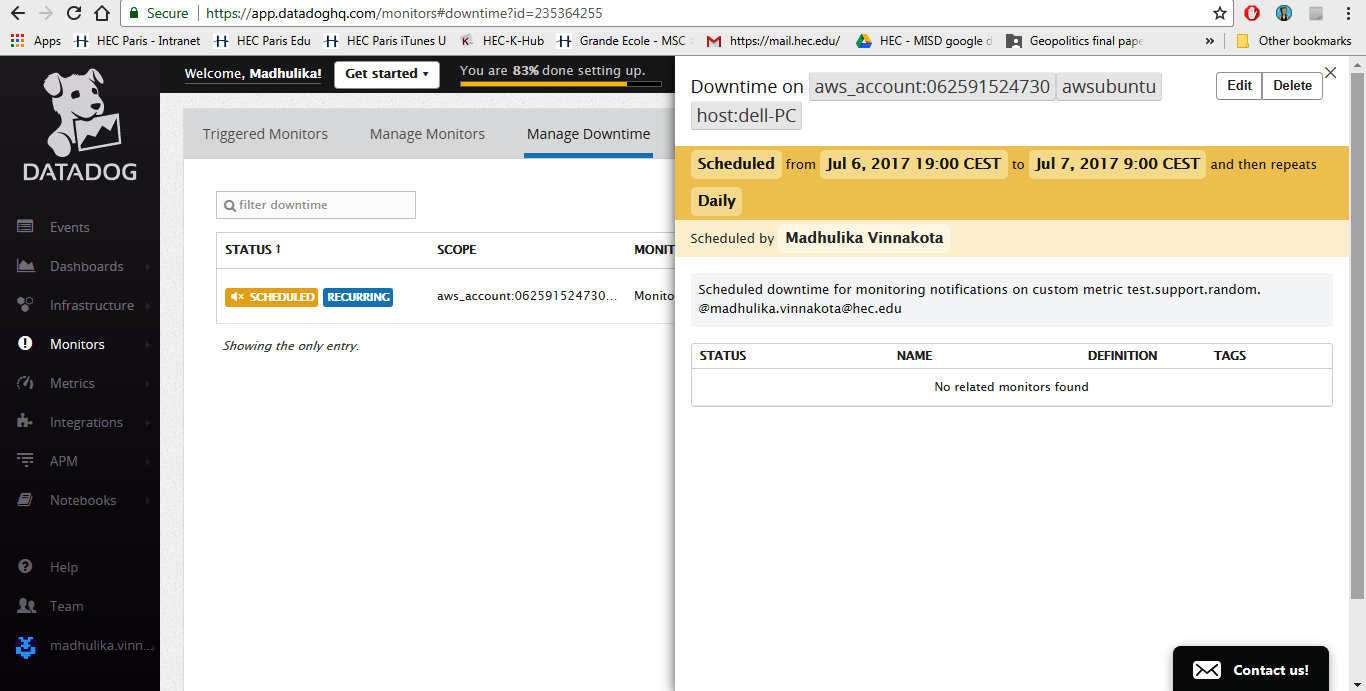 Secure https://app.datadoghq.com/monitors#downtime?id=235364255
Apps HEC Paris - Intranet HEC Paris Edu HEC Paris iTunes U HEC-K-Hub Grande Ecole - MSC https://mail.hec.edu/ HEC - MISD google Geopolitics final pape » Other bookmarks
DATADOG
Events
Dashboards
Infrastructure
Monitors
Metrics
Integrations
APM
Notebooks
Help
Team
madhulika.vinn...
Welcome, Madhulika! Get started You are 83% done setting up.
Triggered Monitors Manage Monitors Manage Downtime
filter downtime
STATUS ↑ SCOPE MONIT
SCHEDULED RECURRING aws_account:062591524730... Monito
Showing the only entry.
Downtime on aws_account:062591524730 awsubuntu
host:dell-PC
Edit Delete
Scheduled from Jul 6, 2017 19:00 CEST to Jul 7, 2017 9:00 CEST and then repeats
Daily
Scheduled by Madhulika Vinnakota
Scheduled downtime for monitoring notifications on custom metric test.support.random.
@madhulika.vinnakota@hec.edu
STATUS NAME DEFINITION TAGS
No related monitors found
Contact us!